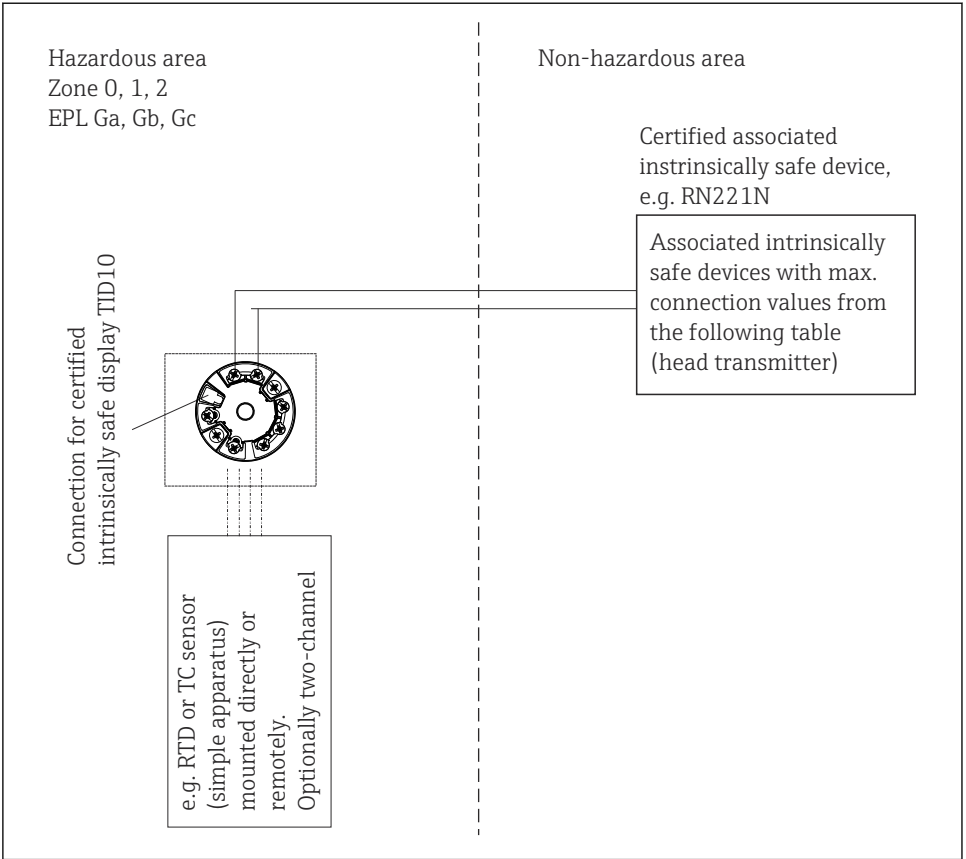 Hazardous area
Zone 0, 1, 2
EPL Ga, Gb, Gc
Non-hazardous area
Certified associated
instrinsically safe device,
e.g. RN221N
Associated intrinsically
safe devices with max.
connection values from
the following table
(head transmitter)
Connection for certified
intrinsically safe display TID10
e.g. RTD or TC sensor
(simple apparatus)
mounted directly or
remotely.
Optionally two-channel